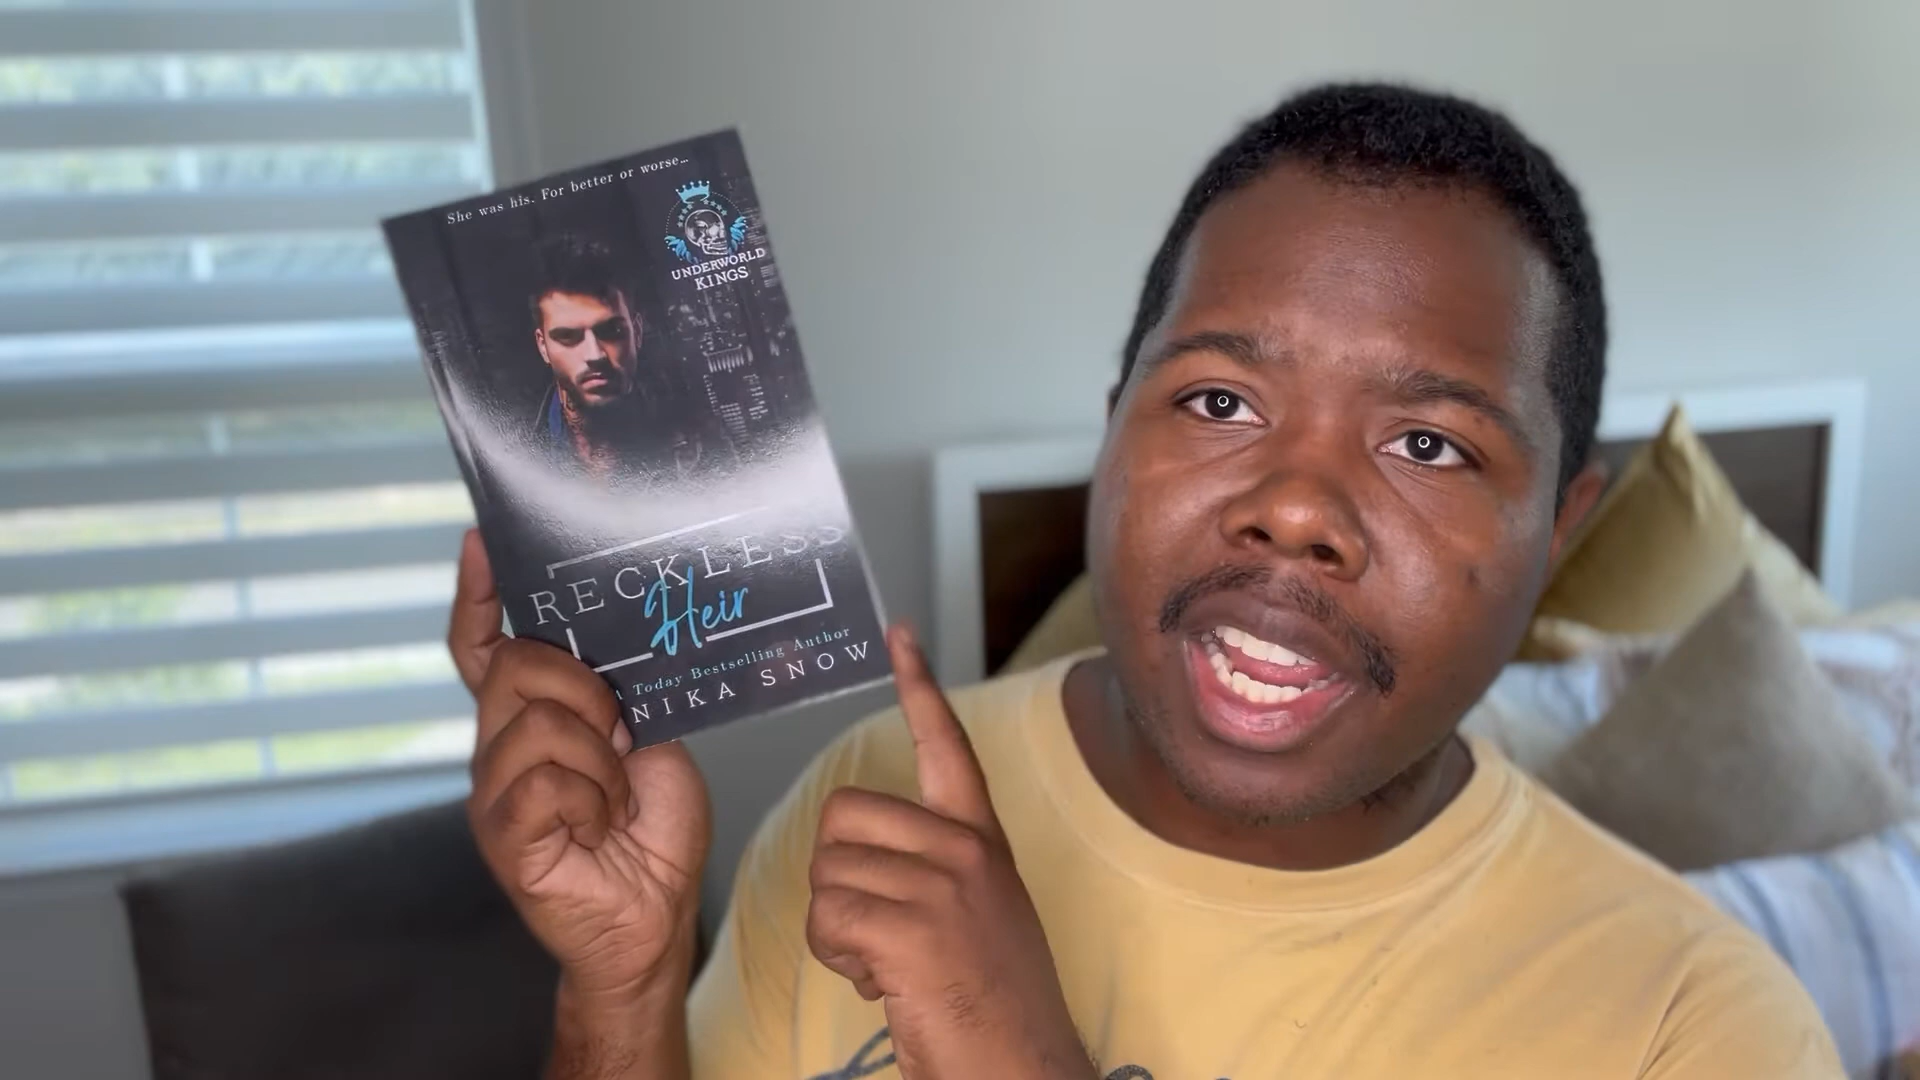 She was his. For better or worse...
UNDERWORLD
KINGS
RECKLESS
Heir
Today Bestselling Author
NIKA SNOW